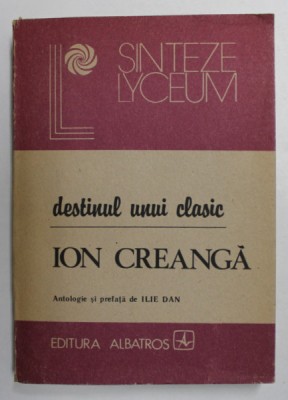 SINTEZE
LYCEUM
destinul unui clasic
ION CREANGĂ
Antologie și prefață de ILIE DAN
EDITURA ALBATROS